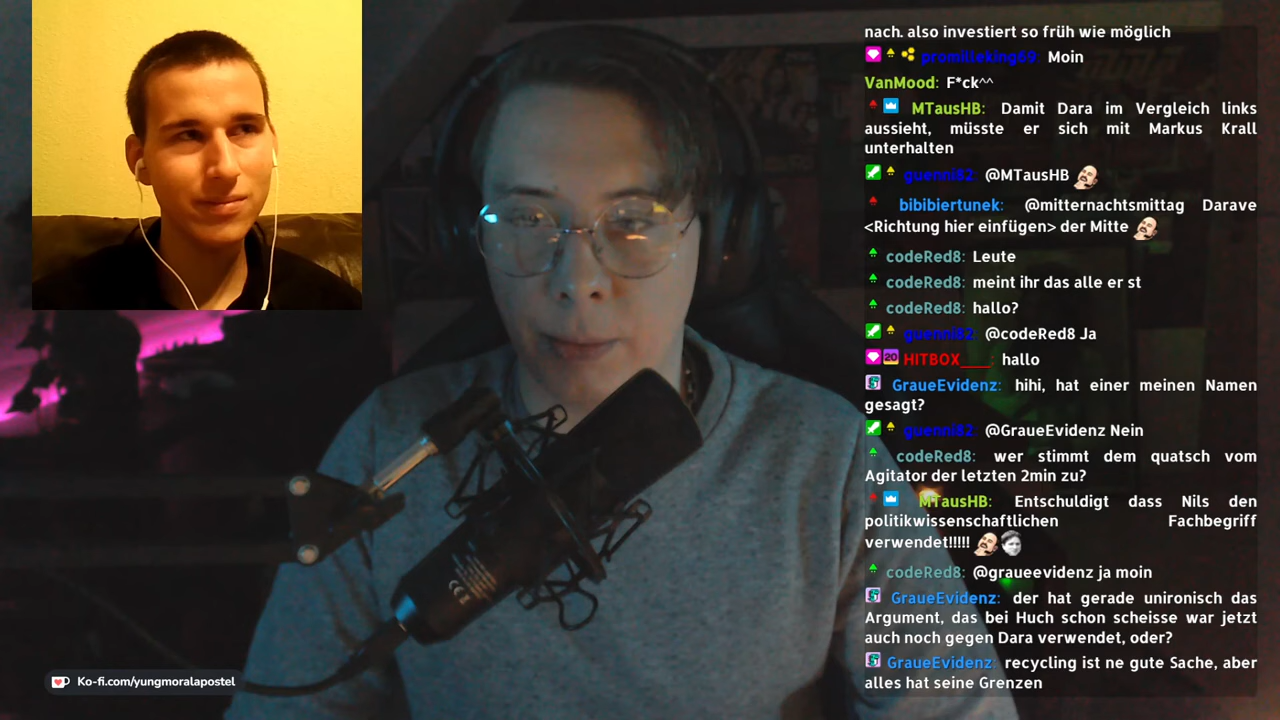 nach. also investiert so früh wie möglich
promilleking69: Moin
VanMood: F*ck^^
MTausHB: Damit Dara im Vergleich links
aussieht, müsste er sich mit Markus Krall
unterhalten
guenni82: @MTausHB
bibibiertunek: @mitternachtsmittag Darave
<Richtung hier einfügen> der Mitte
codeRed8: Leute
codeRed8: meint ihr das alle er st
codeRed8: hallo?
guenni82: @codeRed8 Ja
20 HITBOX____: hallo
GraueEvidenz: hihi, hat einer meinen Namen
gesagt?
guenni82: @GraueEvidenz Nein
codeRed8: wer stimmt dem quatsch vom
Agitator der letzten 2min zu?
MTausHB: Entschuldigt dass Nils den
politikwissenschaftlichen Fachbegriff
verwendet!!!!!
codeRed8: @graueevidenz ja moin
GraueEvidenz: der hat gerade unironisch das
Argument, das bei Huch schon scheisse war jetzt
auch noch gegen Dara verwendet, oder?
GraueEvidenz: recycling ist ne gute Sache, aber
alles hat seine Grenzen
Ko-fi.com/yungmoralapostel